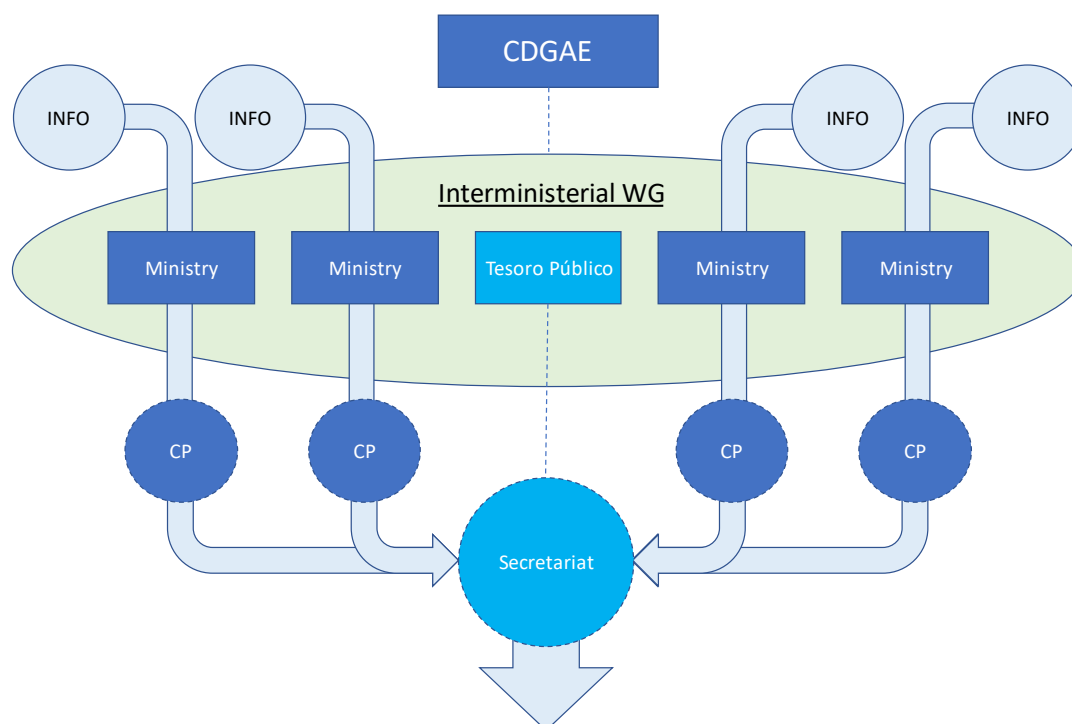 CDGAE
INFO
INFO
INFO
INFO
Interministerial WG
Ministry
Ministry
Tesoro Público
Ministry
Ministry
CP
CP
CP
CP
Secretariat